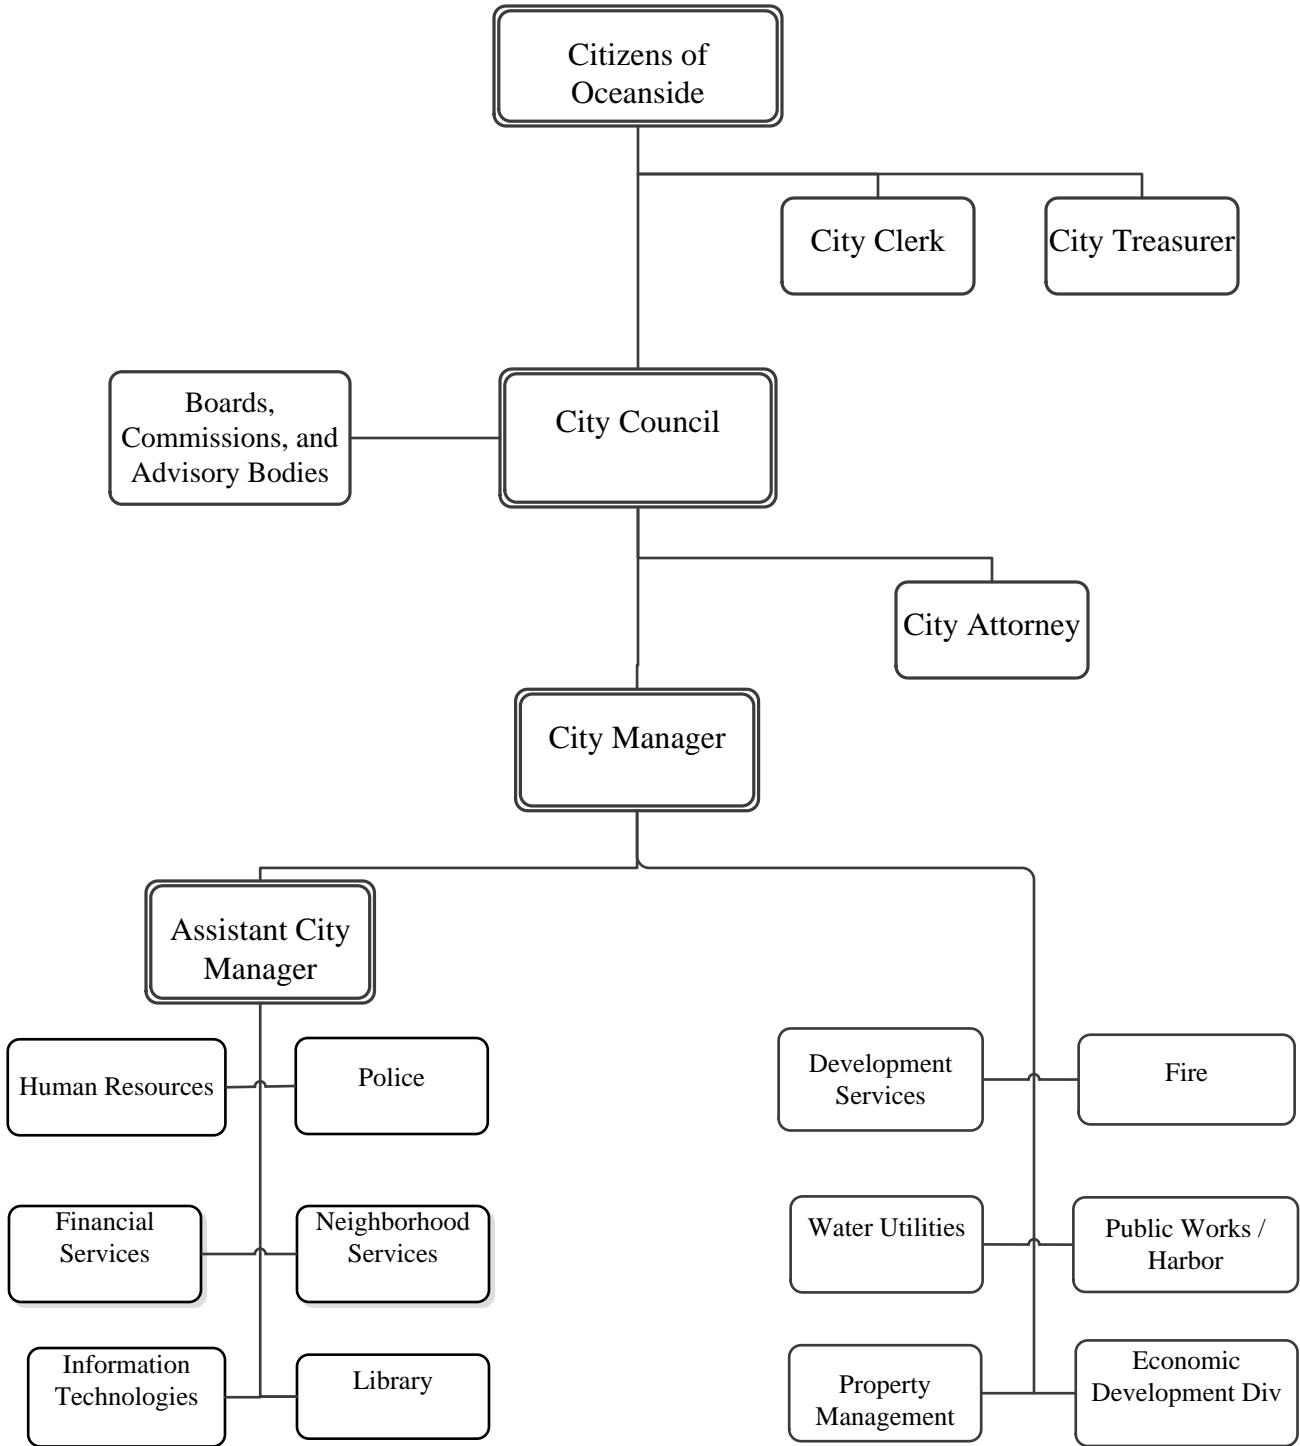 Citizens of
Oceanside
City Clerk
City Treasurer
Boards,
Commissions, and
Advisory Bodies
City Council
City Attorney
City Manager
Assistant City
Manager
Human Resources
Police
Development
Services
Fire
Financial
Services
Neighborhood
Services
Water Utilities
Public Works /
Harbor
Information
Technologies
Library
Property
Management
Economic
Development Div